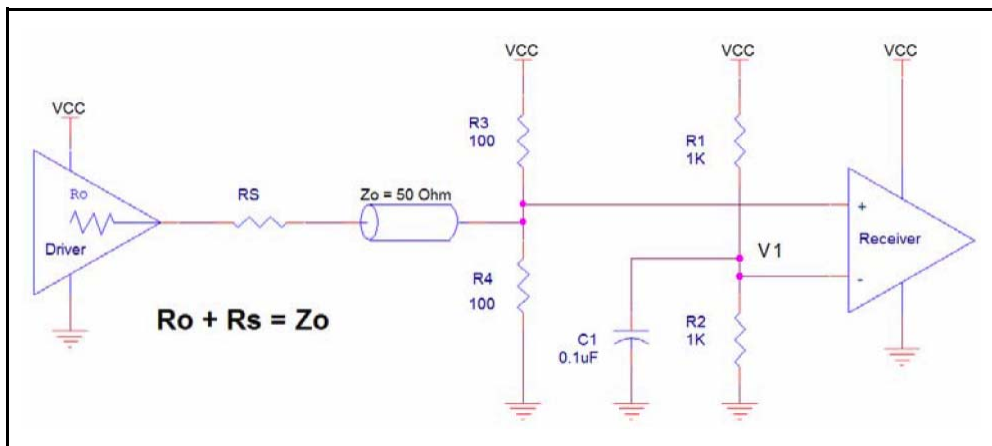 VCC
VCC
VCC
VCC
R3
100
R1
1K
Ro
RS
Zo = 50 Ohm
+
Receiver
Driver
V1
-
R4
100
R2
1K
Ro + Rs = Zo
C1
0.1uF